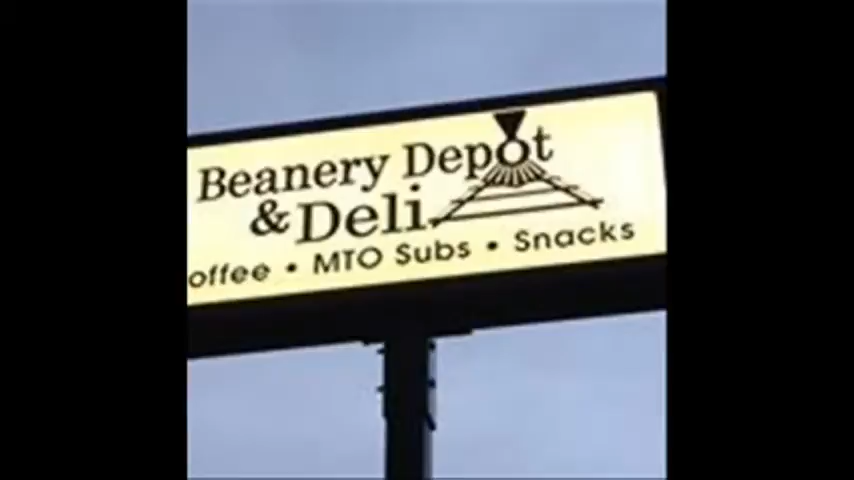 Beanery Depot
& Deli
offee • MTO Subs • Snacks